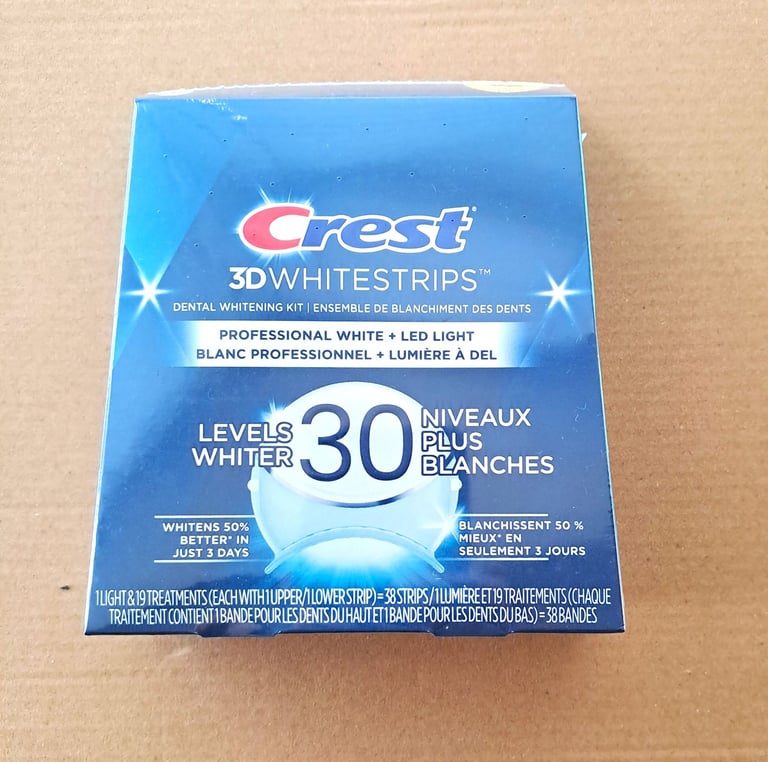 Crest
3DWHITESTRIPS™
DENTAL WHITENING KIT | ENSEMBLE DE BLANCHIMENT DES DENTS
PROFESSIONAL WHITE + LED LIGHT
BLANC PROFESSIONNEL + LUMIÈRE À DEL
LEVELS
WHITER
30
NIVEAUX
PLUS
BLANCHES
WHITENS 50%
BETTER* IN
JUST 3 DAYS
BLANCHISSENT 50 %
MIEUX* EN
SEULEMENT 3 JOURS
1 LIGHT & 19 TREATMENTS (EACH WITH 1 UPPER/1 LOWER STRIP) = 38 STRIPS / 1 LUMIÈRE ET 19 TRAITEMENTS (CHAQUE
TRAITEMENT CONTIENT 1 BANDE POUR LES DENTS DU HAUT ET 1 BANDE POUR LES DENTS DU BAS) = 38 BANDES